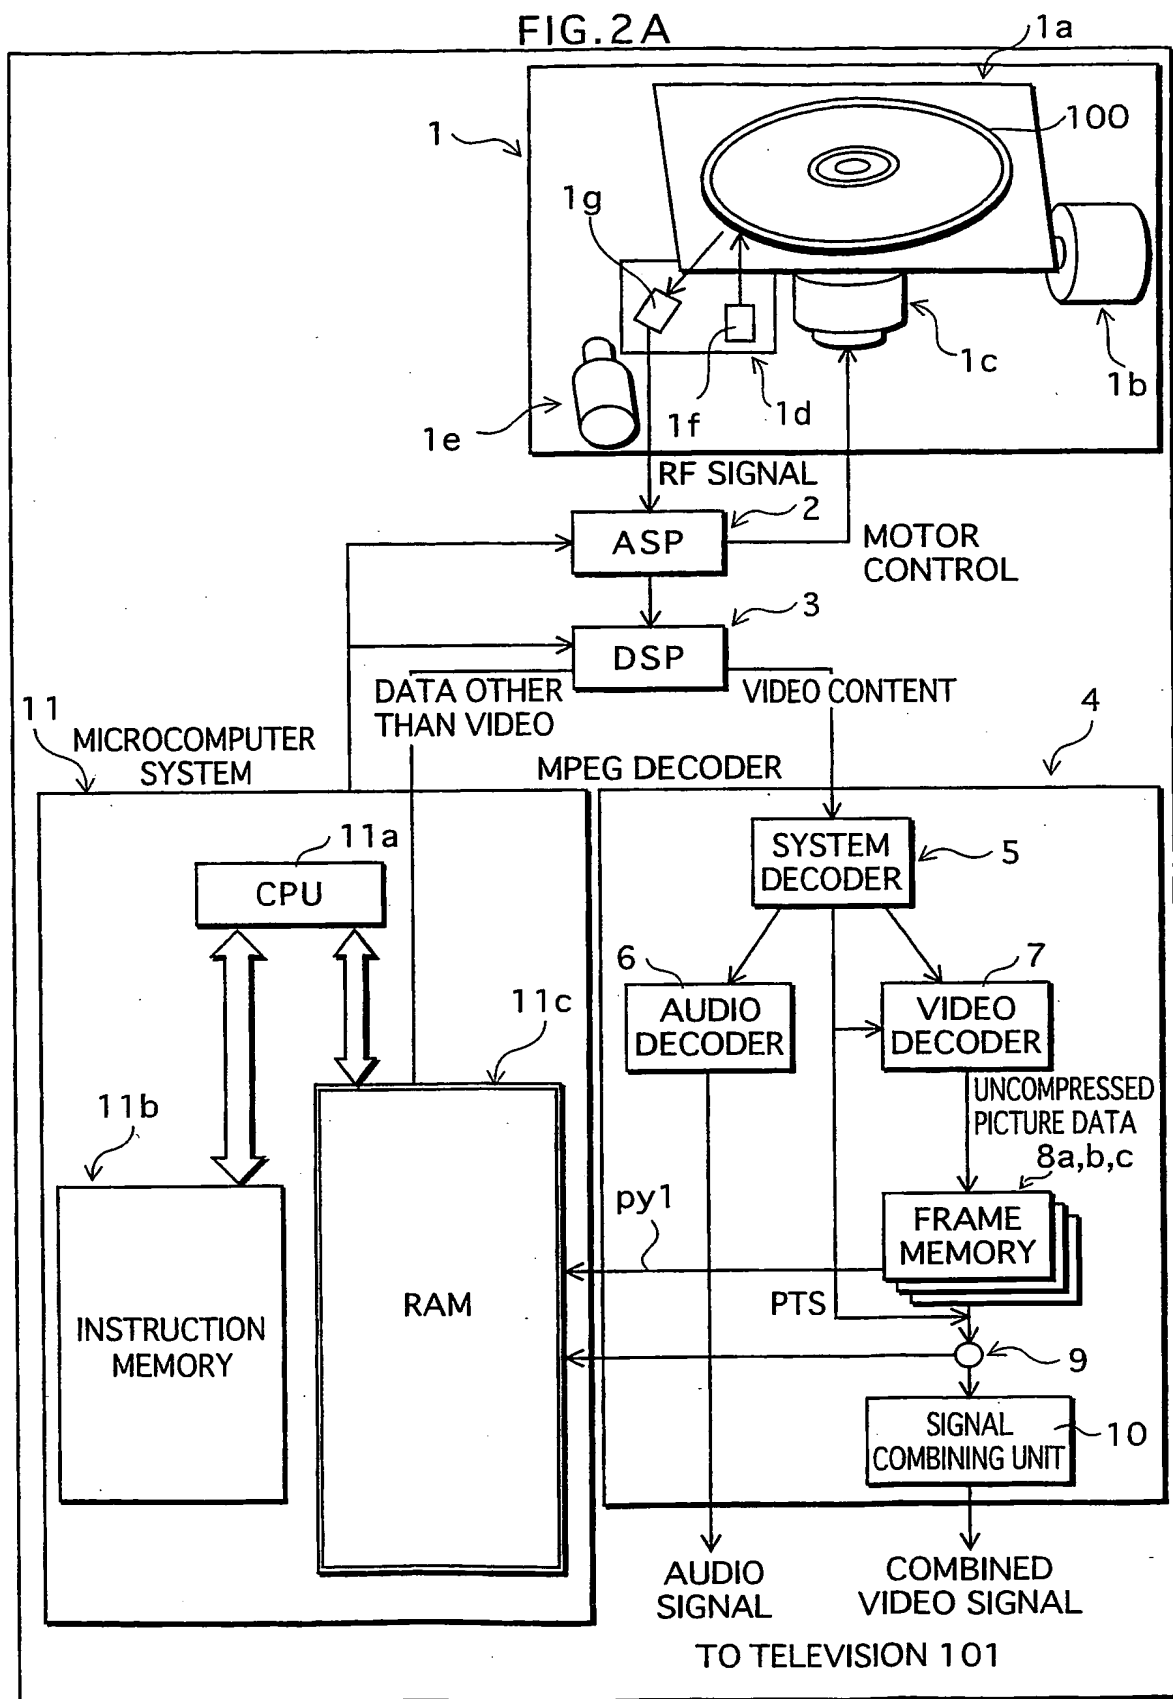 FIG.2A
1a
1
100
1g
1c
1b
1d
1f
1e
RF SIGNAL
2
ASP
MOTOR
CONTROL
3
DSP
DATA OTHER
THAN VIDEO
VIDEO CONTENT
11
MICROCOMPUTER
SYSTEM
4
MPEG DECODER
11a
CPU
SYSTEM
DECODER
5
6
7
AUDIO
DECODER
VIDEO
DECODER
11c
11b
UNCOMPRESSED
PICTURE DATA
8a,b,c
py1
FRAME
MEMORY
RAM
PTS
INSTRUCTION
MEMORY
9
SIGNAL
COMBINING UNIT
10
AUDIO
SIGNAL
COMBINED
VIDEO SIGNAL
TO TELEVISION 101